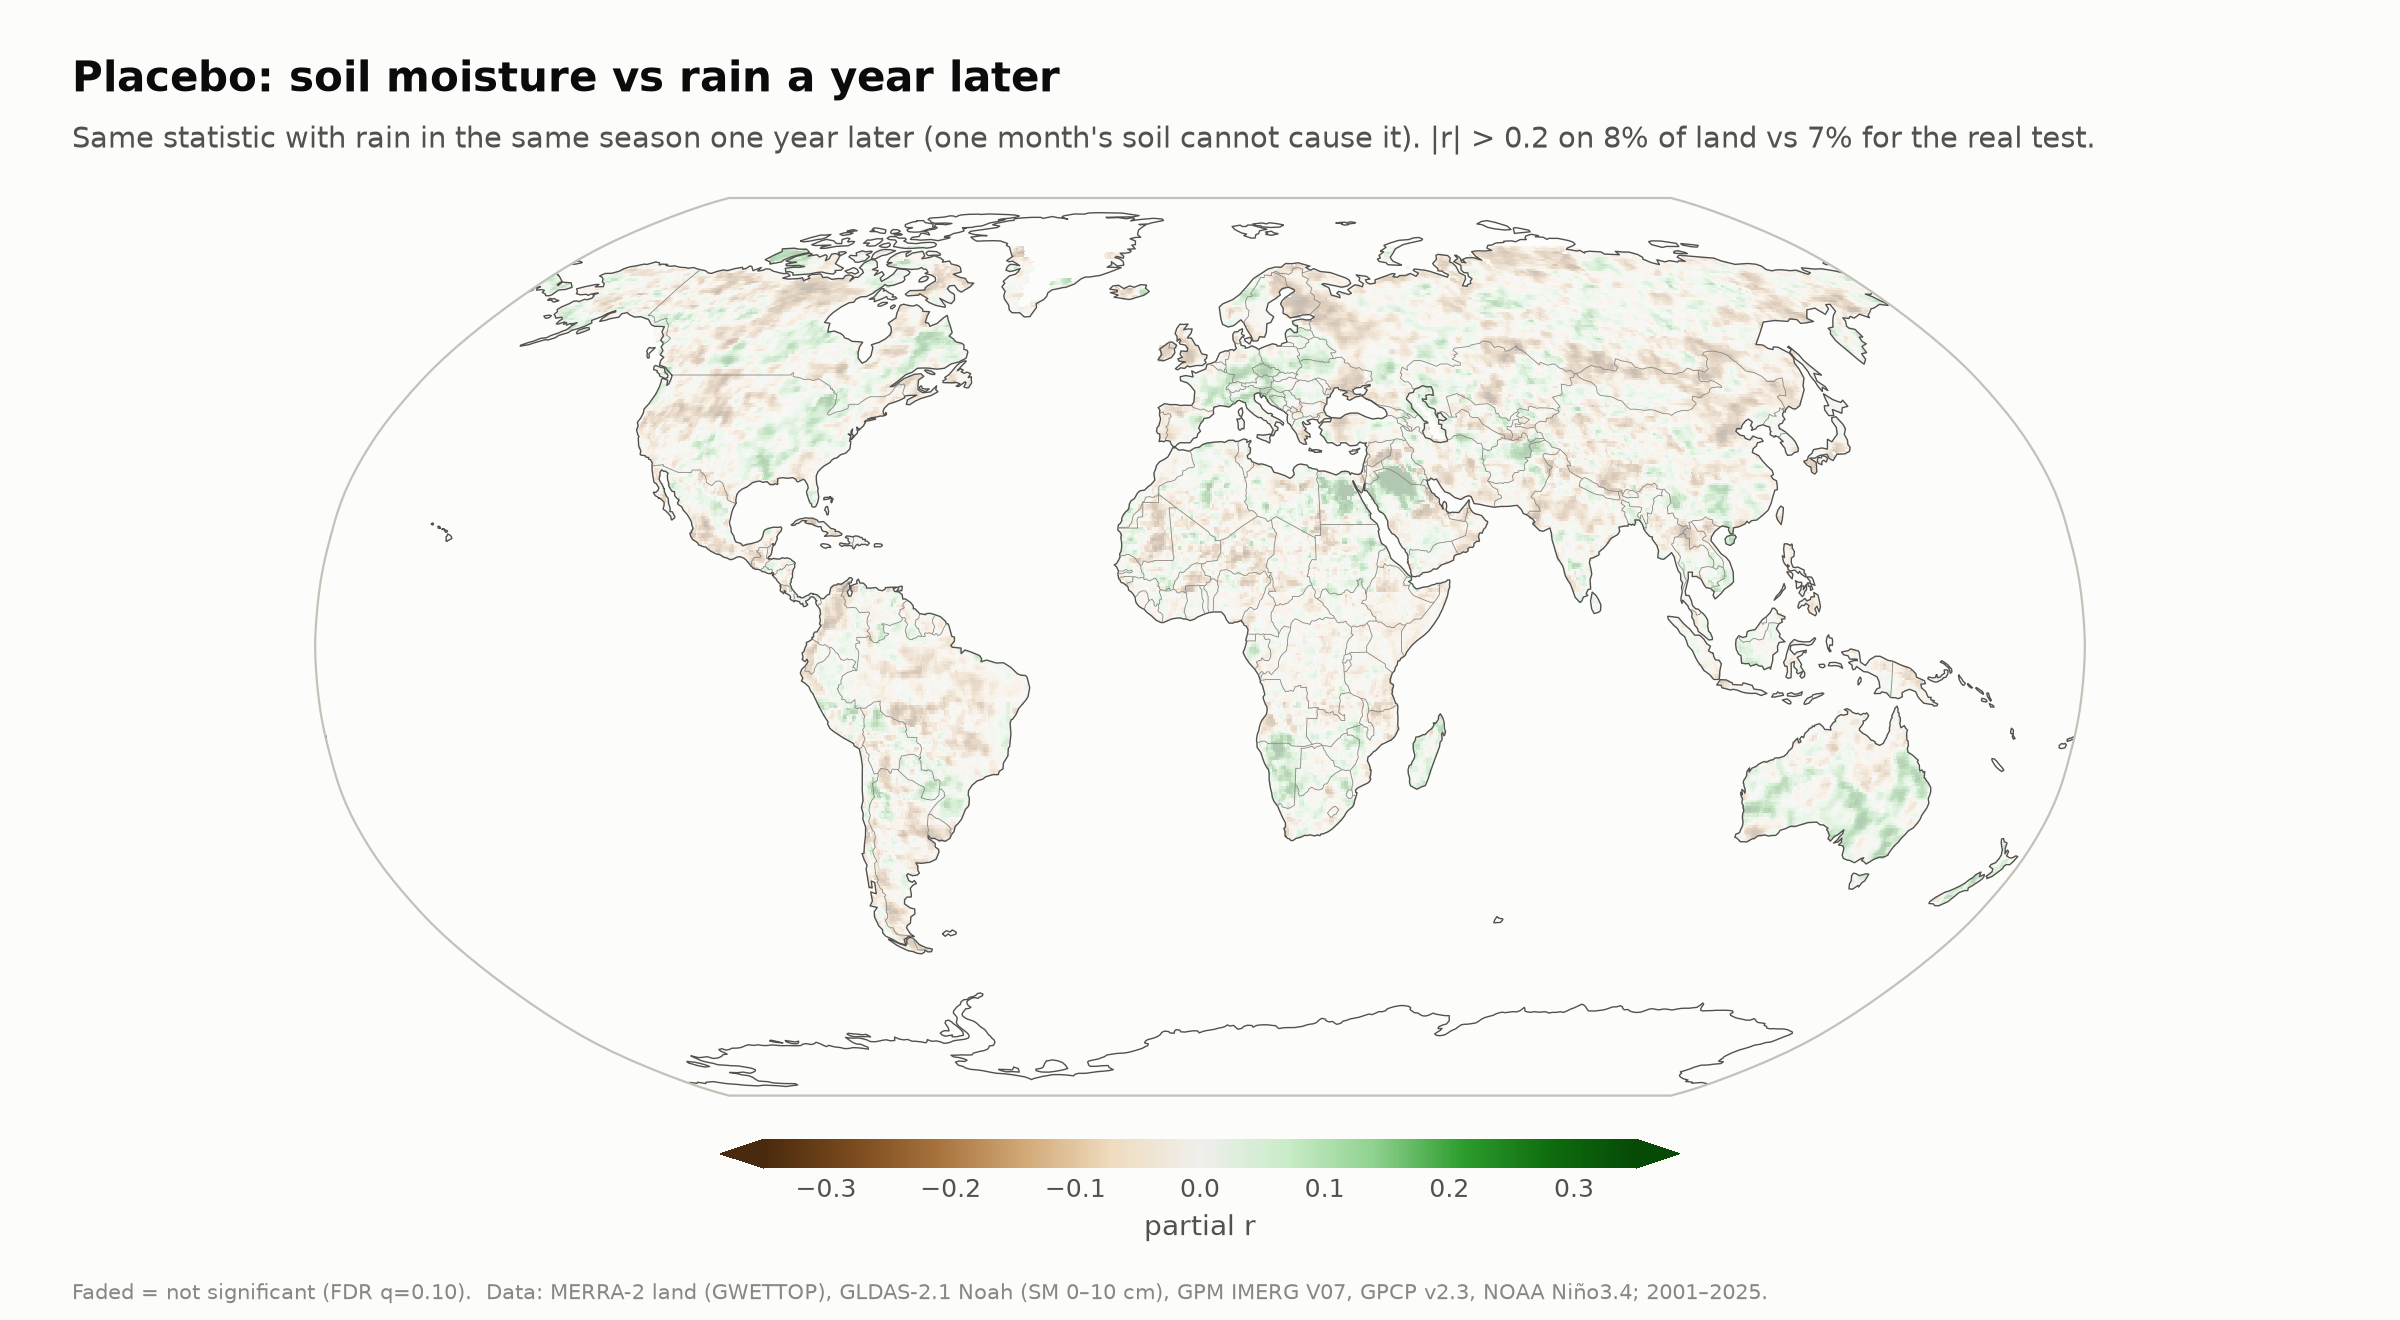 Placebo: soil moisture vs rain a year later
Same statistic with rain in the same season one year later (one month's soil cannot cause it). |r| > 0.2 on 8% of land vs 7% for the real test.
−0.3 −0.2 −0.1 0.0 0.1 0.2 0.3
partial r
Faded = not significant (FDR q=0.10).  Data: MERRA-2 land (GWETTOP), GLDAS-2.1 Noah (SM 0–10 cm), GPM IMERG V07, GPCP v2.3, NOAA Niño3.4; 2001–2025.